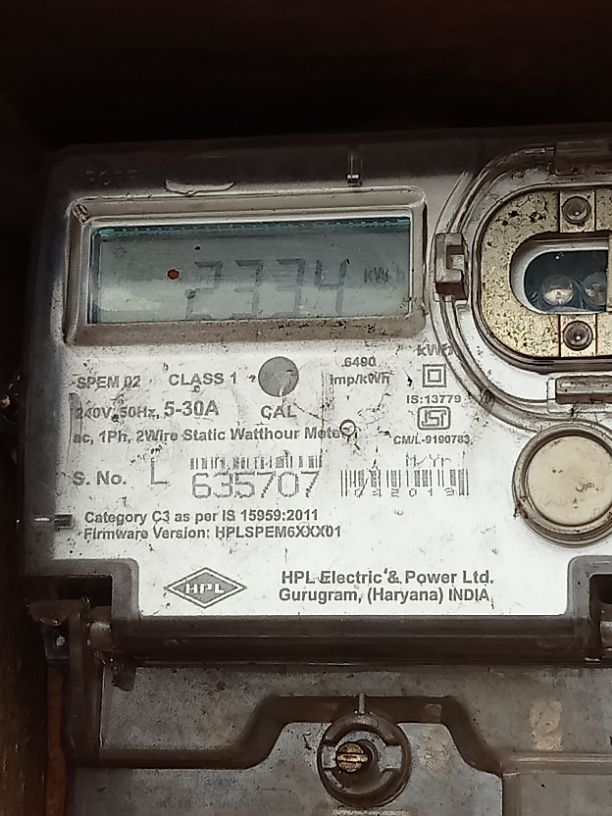 2334 kWh
SPEM 02 CLASS 1
6400 imp/kWh
kWh
240V, 50Hz, 5-30A CAL
IS:13779
ac, 1Ph, 2Wire Static Watthour Meter
CM/L-9190783
S. No. L 635707
M/Yr
042019
Category C3 as per IS 15959:2011
Firmware Version: HPLSPEM6XXX01
HPL
HPL Electric & Power Ltd.
Gurugram, (Haryana) INDIA